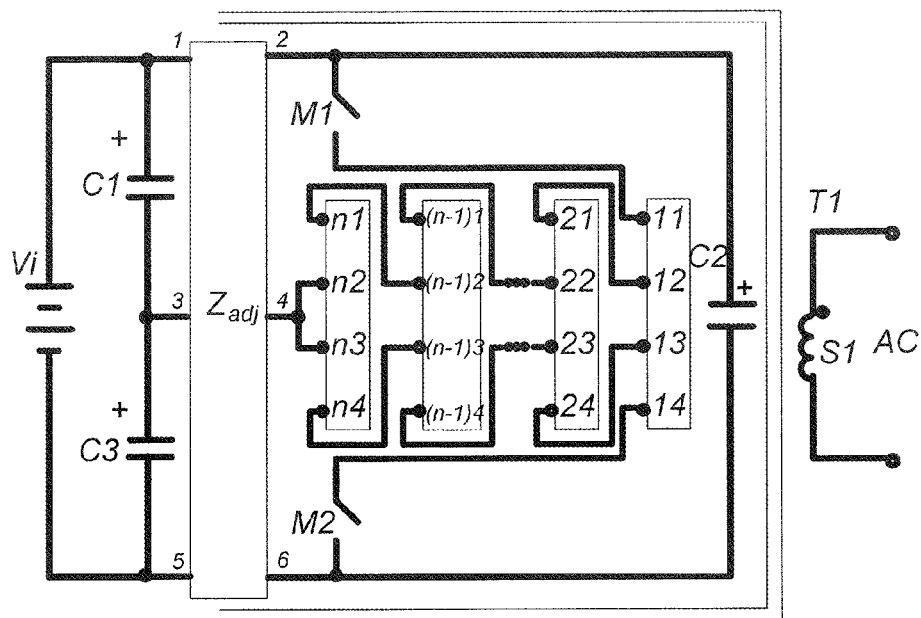 1 2
M1
+
C1
n1 (n-1)1 21 11 T1
Vi n2 (n-1)2 22 12 C2 +
3 Zadj 4 S1 AC
n3 (n-1)3 23 13
+
C3 n4 (n-1)4 24 14
M2
5 6